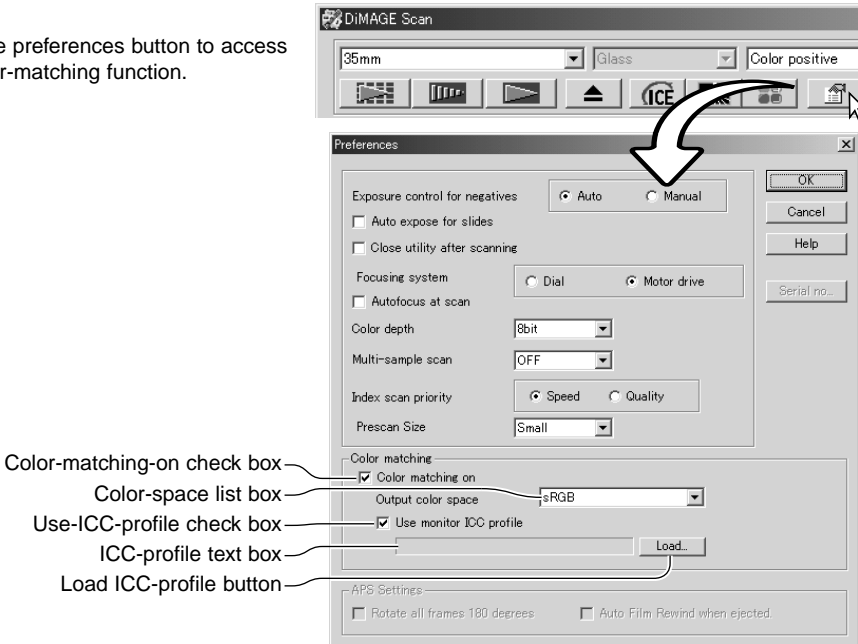 e preferences button to access
r-matching function.
DiMAGE Scan
35mm
Glass
Color positive
ICE
Preferences
Exposure control for negatives
Auto
Manual
OK
Auto expose for slides
Cancel
Close utility after scanning
Help
Focusing system
Dial
Motor drive
Serial no...
Autofocus at scan
Color depth
8bit
Multi-sample scan
OFF
Index scan priority
Speed
Quality
Prescan Size
Small
Color matching
Color-matching-on check box
Color matching on
Color-space list box
Output color space
sRGB
Use-ICC-profile check box
Use monitor ICC profile
ICC-profile text box
Load...
Load ICC-profile button
APS Settings
Rotate all frames 180 degrees
Auto Film Rewind when ejected.